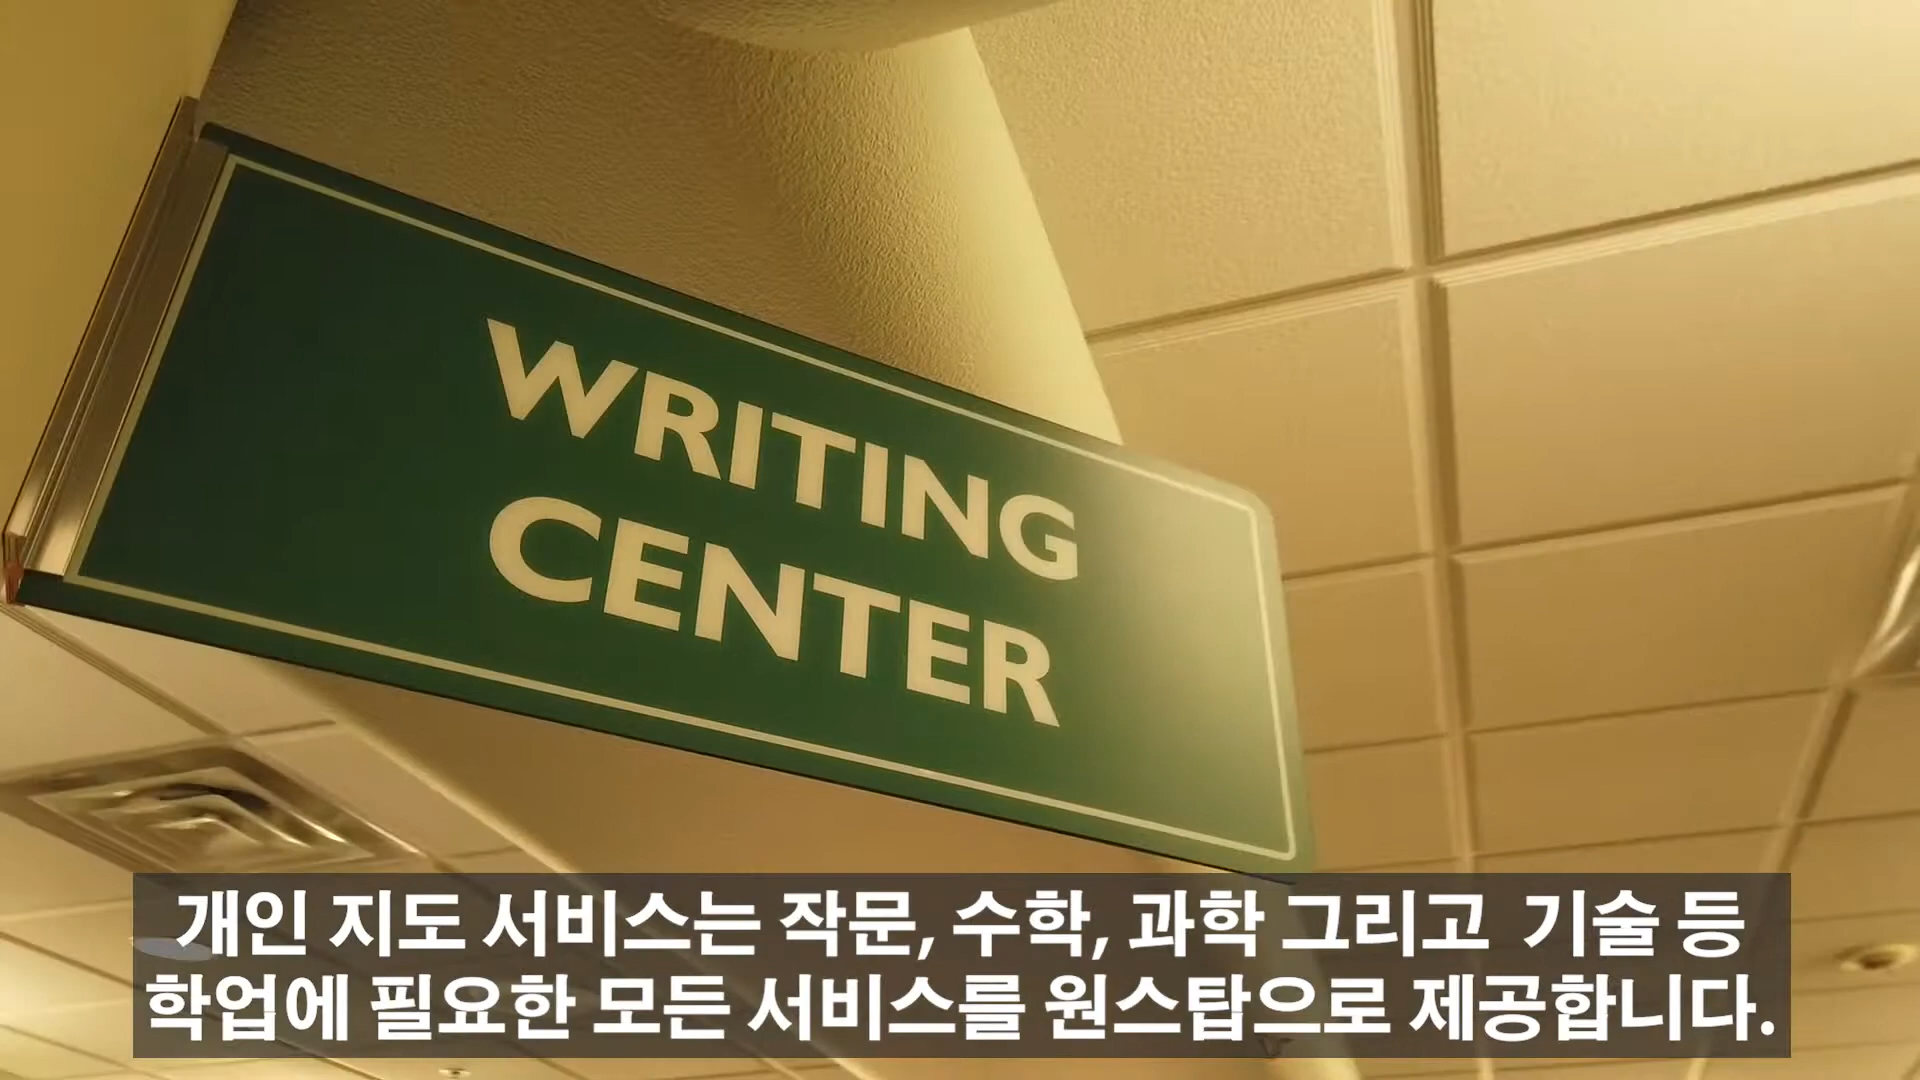 WRITING
CENTER
개인 지도 서비스는 작문, 수학, 과학 그리고 기술 등
학업에 필요한 모든 서비스를 원스탑으로 제공합니다.